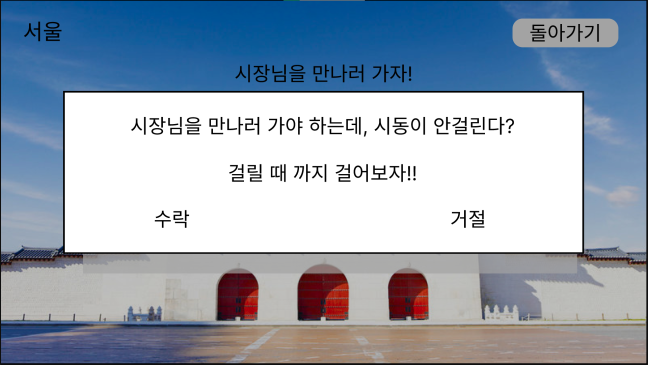 서울
돌아가기
시장님을 만나러 가자!
시장님을 만나러 가야 하는데, 시동이 안걸린다?
걸릴 때 까지 걸어보자!!
수락
거절